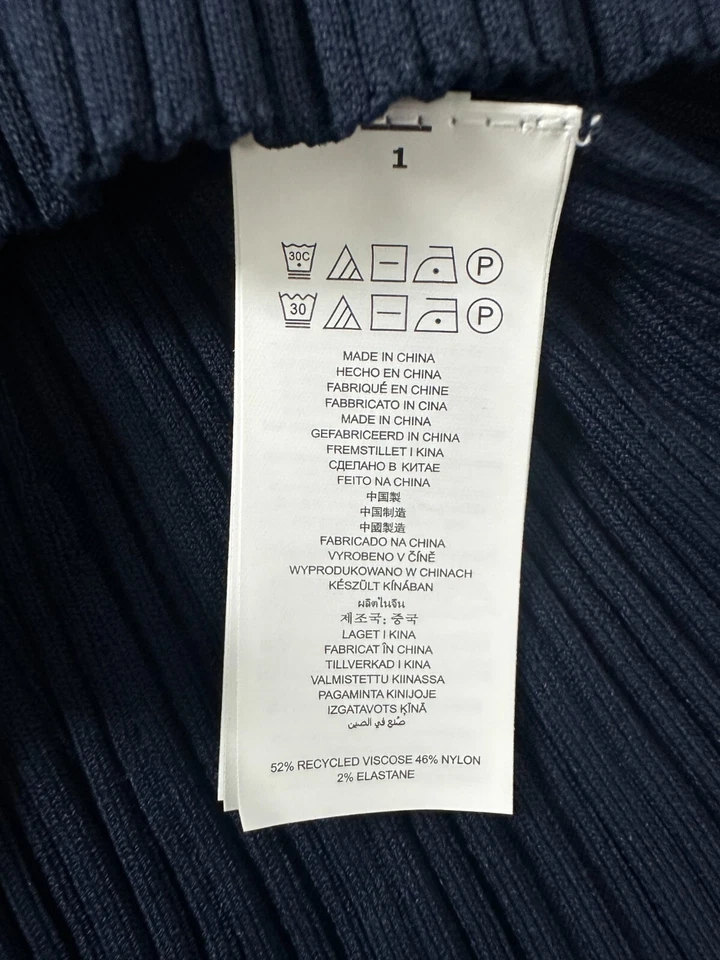 1
30C P
30 P
MADE IN CHINA
HECHO EN CHINA
FABRIQUÉ EN CHINE
FABBRICATO IN CINA
MADE IN CHINA
GEFABRICEERD IN CHINA
FREMSTILLET I KINA
СДЕЛАНО В КИТАЕ
FEITO NA CHINA
中国製
中国制造
中國製造
FABRICADO NA CHINA
VYROBENO V ČÍNĚ
WYPRODUKOWANO W CHINACH
KÉSZÜLT KÍNÁBAN
ผลิตในจีน
제조국: 중국
LAGET I KINA
FABRICAT ÎN CHINA
TILLVERKAD I KINA
VALMISTETTU KIINASSA
PAGAMINTA KINIJOJE
IZGATAVOTS ĶĪNĀ
صُنع في الصين
52% RECYCLED VISCOSE 46% NYLON
2% ELASTANE